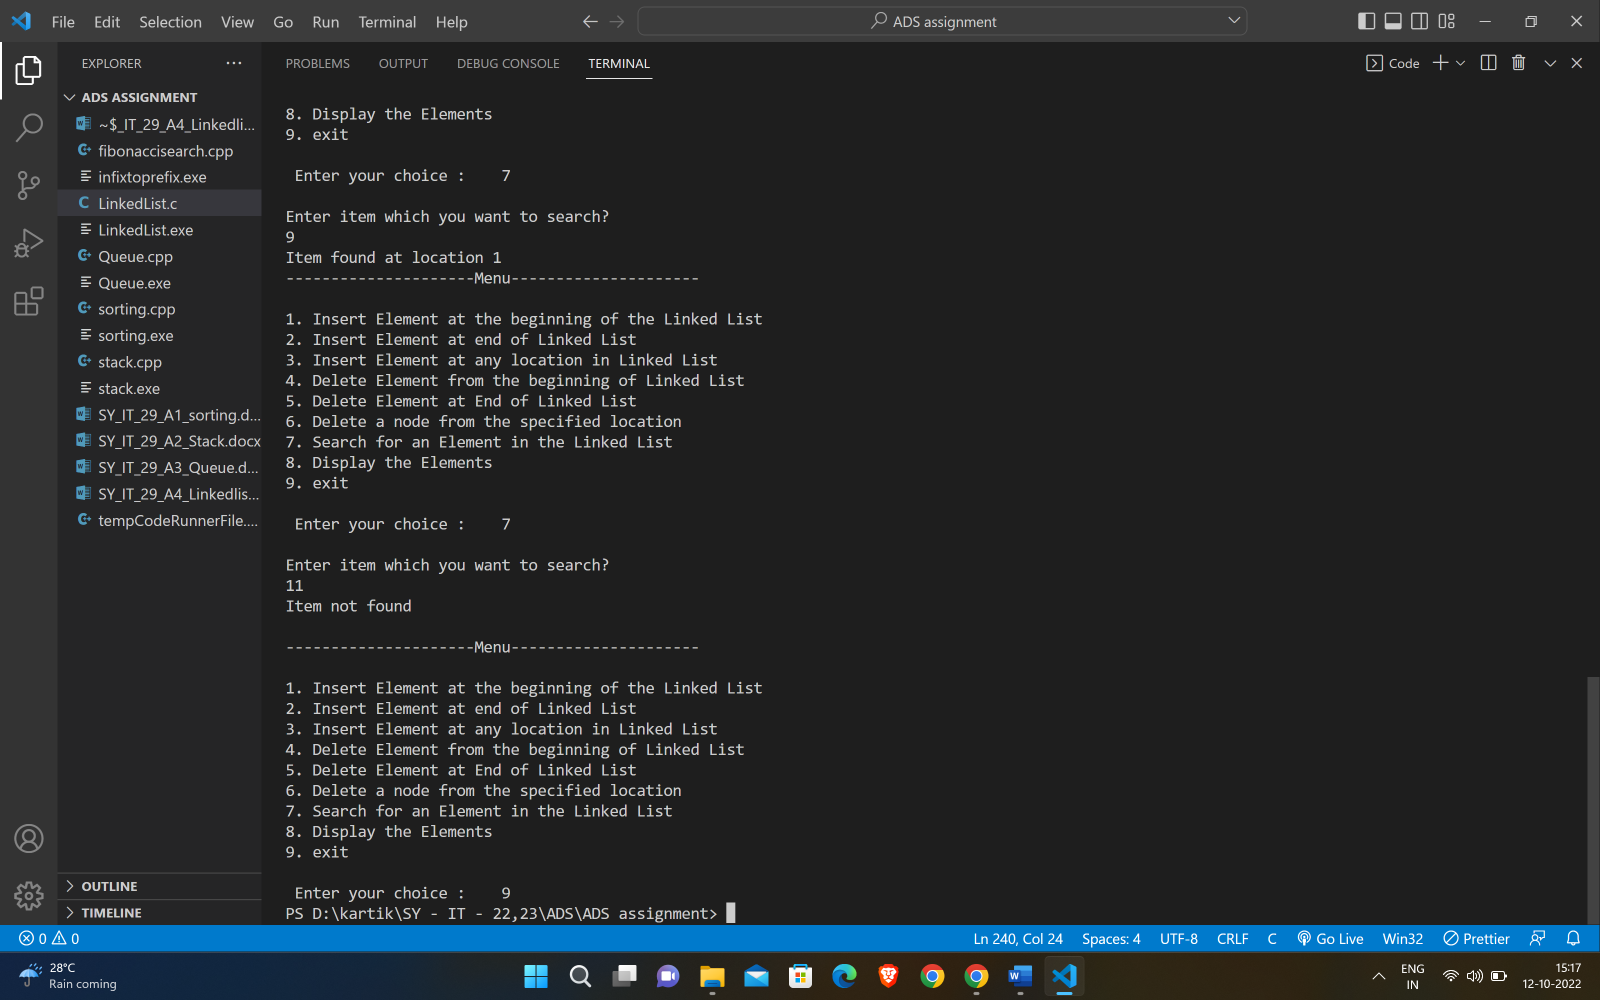 File Edit Selection View Go Run Terminal Help
ADS assignment
EXPLORER
ADS ASSIGNMENT
~$_IT_29_A4_Linkedli...
fibonaccisearch.cpp
infixtoprefix.exe
LinkedList.c
LinkedList.exe
Queue.cpp
Queue.exe
sorting.cpp
sorting.exe
stack.cpp
stack.exe
SY_IT_29_A1_sorting.d...
SY_IT_29_A2_Stack.docx
SY_IT_29_A3_Queue.d...
SY_IT_29_A4_Linkedlis...
tempCodeRunnerFile....
OUTLINE
TIMELINE
PROBLEMS OUTPUT DEBUG CONSOLE TERMINAL
Code
8. Display the Elements
9. exit
Enter your choice : 7
Enter item which you want to search?
9
Item found at location 1
---------------------Menu---------------------
1. Insert Element at the beginning of the Linked List
2. Insert Element at end of Linked List
3. Insert Element at any location in Linked List
4. Delete Element from the beginning of Linked List
5. Delete Element at End of Linked List
6. Delete a node from the specified location
7. Search for an Element in the Linked List
8. Display the Elements
9. exit
Enter your choice : 7
Enter item which you want to search?
11
Item not found
---------------------Menu---------------------
1. Insert Element at the beginning of the Linked List
2. Insert Element at end of Linked List
3. Insert Element at any location in Linked List
4. Delete Element from the beginning of Linked List
5. Delete Element at End of Linked List
6. Delete a node from the specified location
7. Search for an Element in the Linked List
8. Display the Elements
9. exit
Enter your choice : 9
PS D:\kartik\SY - IT - 22,23\ADS\ADS assignment>
0 0
Ln 240, Col 24 Spaces: 4 UTF-8 CRLF C Go Live Win32 Prettier
28°C
Rain coming
ENG
IN
15:17
12-10-2022